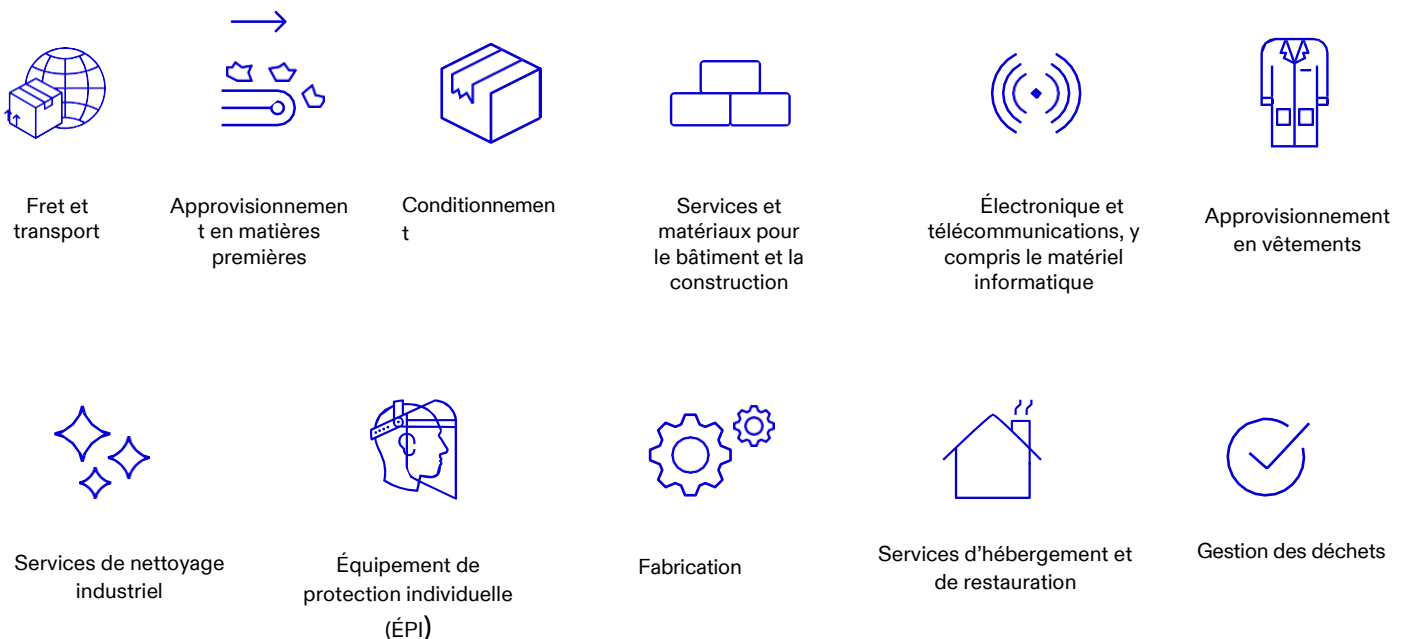 Fret et
transport
Approvisionnemen
t en matières
premières
Conditionnemen
t
Services et
matériaux pour
le bâtiment et la
construction
Électronique et
télécommunications, y
compris le matériel
informatique
Approvisionnement
en vêtements
Services de nettoyage
industriel
Équipement de
protection individuelle
(ÉPI)
Fabrication
Services d’hébergement et
de restauration
Gestion des déchets